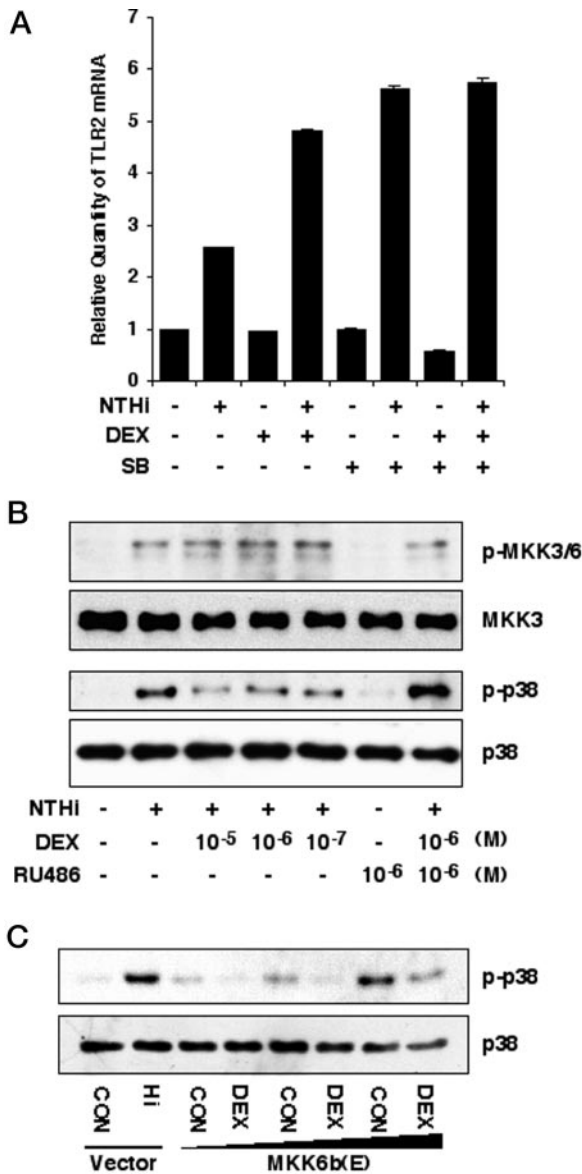 A
Relative Quantity of TLR2 mRNA
7
6
5
4
3
2
1
0
NTHi - + - + - + - +
DEX - - + + - - + +
SB - - - - + + + +
B
p-MKK3/6
MKK3
p-p38
p38
NTHi - + + + + - +
DEX - - 10⁻⁵ 10⁻⁶ 10⁻⁷ - 10⁻⁶ (M)
RU486 - - - - - 10⁻⁶ 10⁻⁶ (M)
C
p-p38
p38
CON Hi CON DEX CON DEX CON DEX
Vector MKK6b(E)